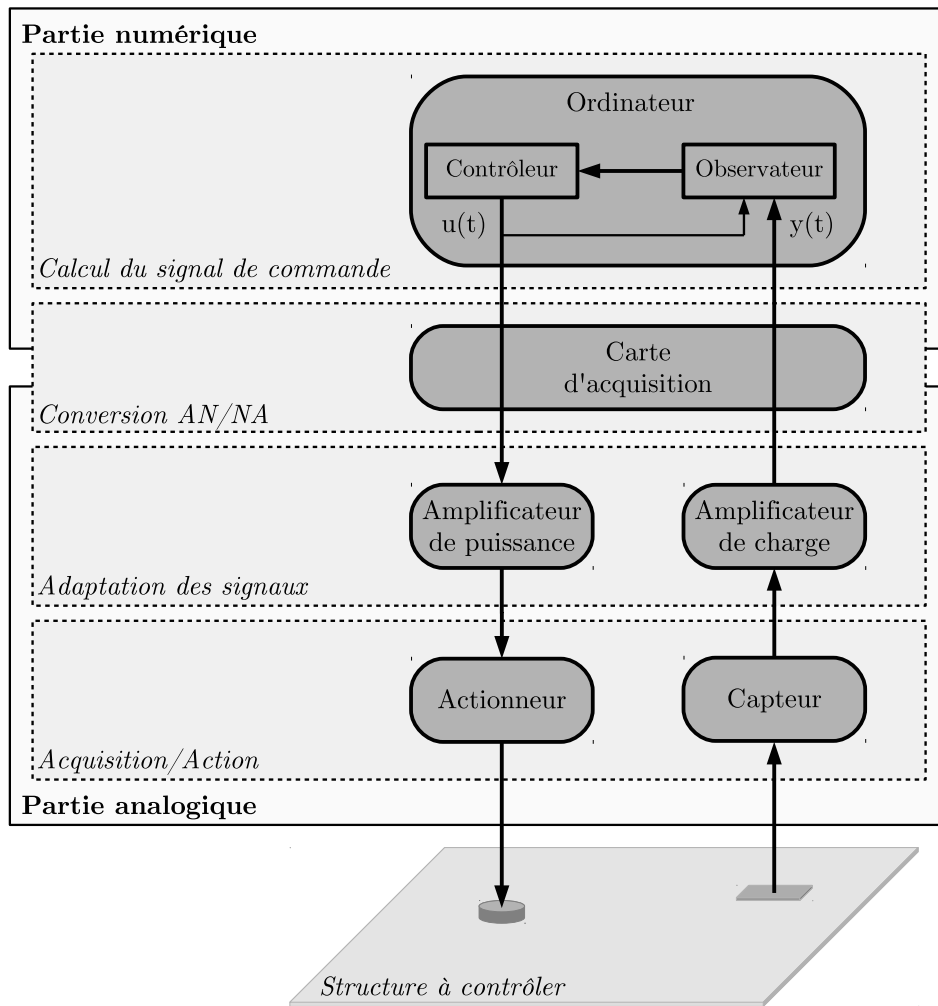 Partie numérique
Ordinateur
Contrôleur
Observateur
u(t)
y(t)
Calcul du signal de commande
Carte
d'acquisition
Conversion AN/NA
Amplificateur
de puissance
Amplificateur
de charge
Adaptation des signaux
Actionneur
Capteur
Acquisition/Action
Partie analogique
Structure à contrôler